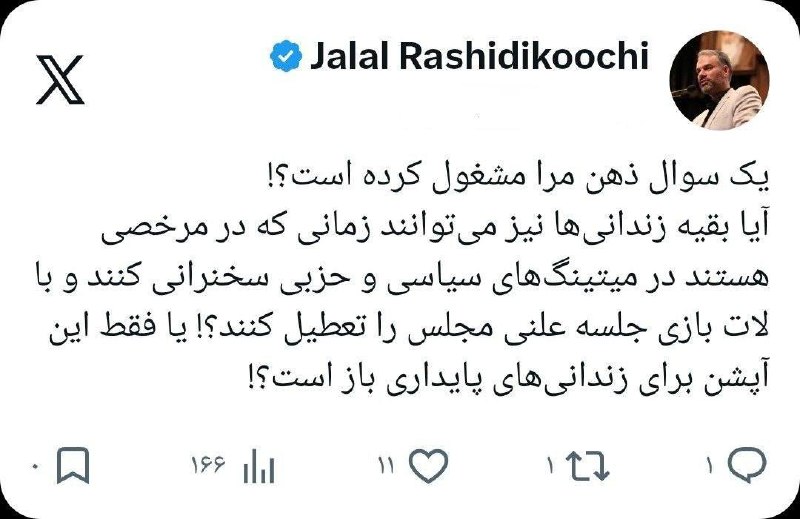 Jalal Rashidikoochi
یک سوال ذهن مرا مشغول کرده است؟!
آیا بقیه زندانی‌ها نیز می‌توانند زمانی که در مرخصی
هستند در میتینگ‌های سیاسی و حزبی سخنرانی کنند و با
لات بازی جلسه علنی مجلس را تعطیل کنند؟! یا فقط این
آپشن برای زندانی‌های پایداری باز است؟!
۱ ۱ ۱۱ ۱۶۶ ۰